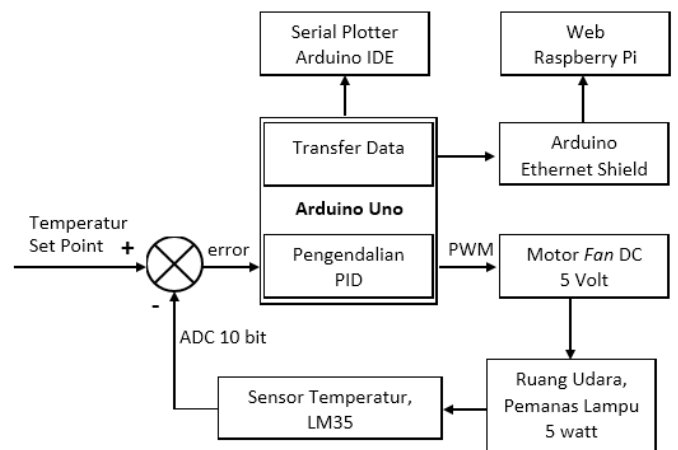 Serial Plotter
Arduino IDE
Web
Raspberry Pi
Transfer Data
Arduino
Ethernet Shield
Arduino Uno
Temperatur
Set Point
+
error
Pengendalian
PID
PWM
Motor Fan DC
5 Volt
-
ADC 10 bit
Sensor Temperatur,
LM35
Ruang Udara,
Pemanas Lampu
5 watt